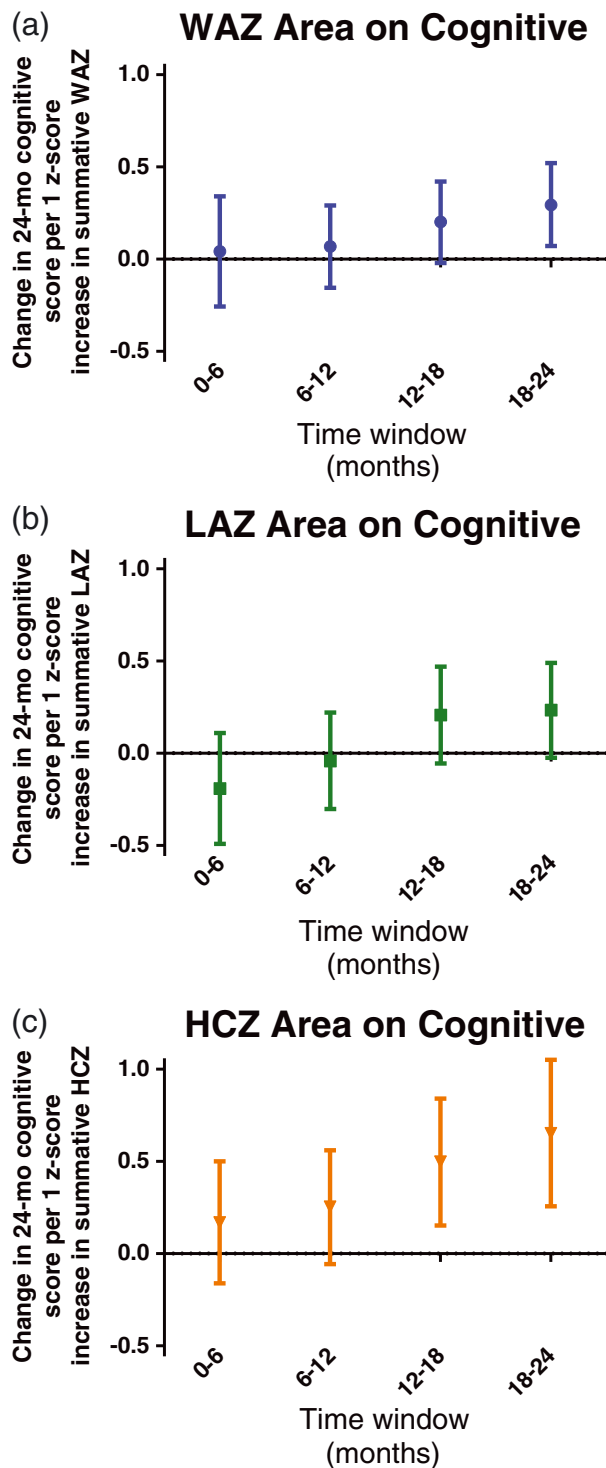 (a) WAZ Area on Cognitive
Change in 24-mo cognitive
score per 1 z-score
increase in summative WAZ
1.0
0.5
0.0
-0.5
0-6
6-12
12-18
18-24
Time window
(months)
(b) LAZ Area on Cognitive
Change in 24-mo cognitive
score per 1 z-score
increase in summative LAZ
1.0
0.5
0.0
-0.5
0-6
6-12
12-18
18-24
Time window
(months)
(c) HCZ Area on Cognitive
Change in 24-mo cognitive
score per 1 z-score
increase in summative HCZ
1.0
0.5
0.0
-0.5
0-6
6-12
12-18
18-24
Time window
(months)